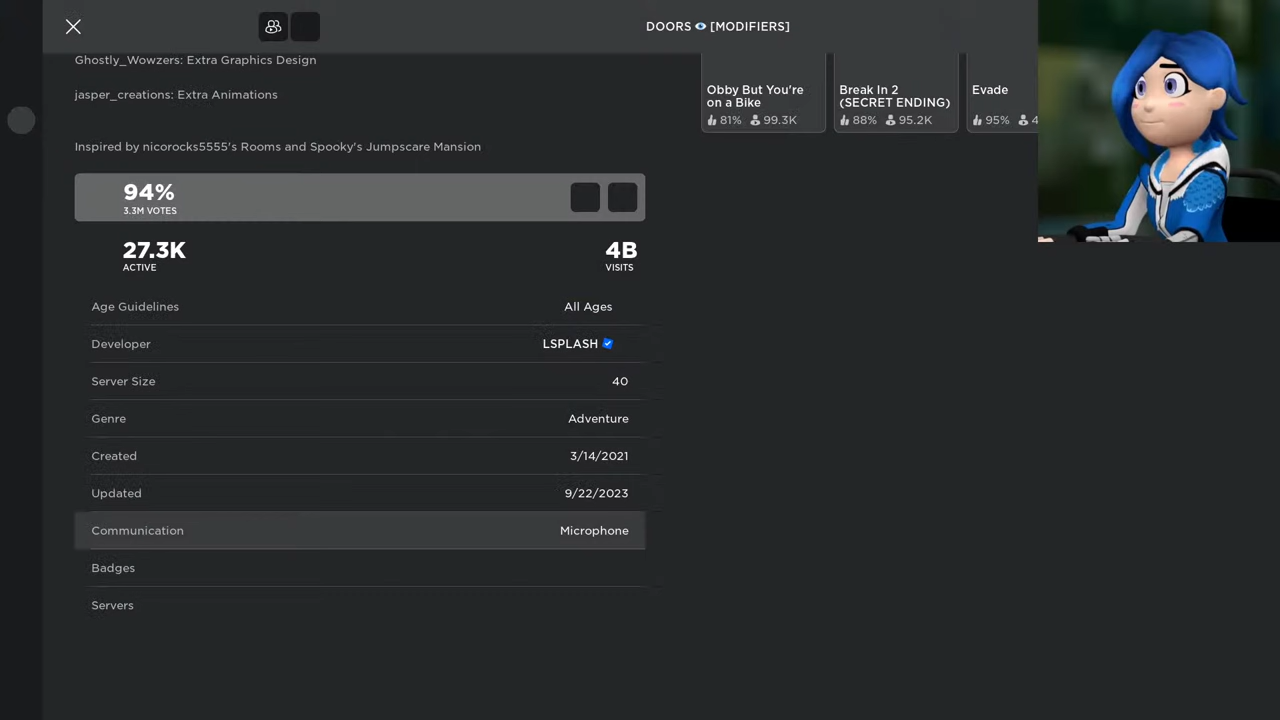 DOORS 👁 [MODIFIERS]
Ghostly_Wowzers: Extra Graphics Design
jasper_creations: Extra Animations
Inspired by nicorocks5555's Rooms and Spooky's Jumpscare Mansion
94%
3.3M VOTES
27.3K
ACTIVE
4B
VISITS
Age Guidelines All Ages
Developer LSPLASH
Server Size 40
Genre Adventure
Created 3/14/2021
Updated 9/22/2023
Communication Microphone
Badges
Servers
Obby But You're
on a Bike
81% 99.3K
Break In 2
(SECRET ENDING)
88% 95.2K
Evade
95% 4